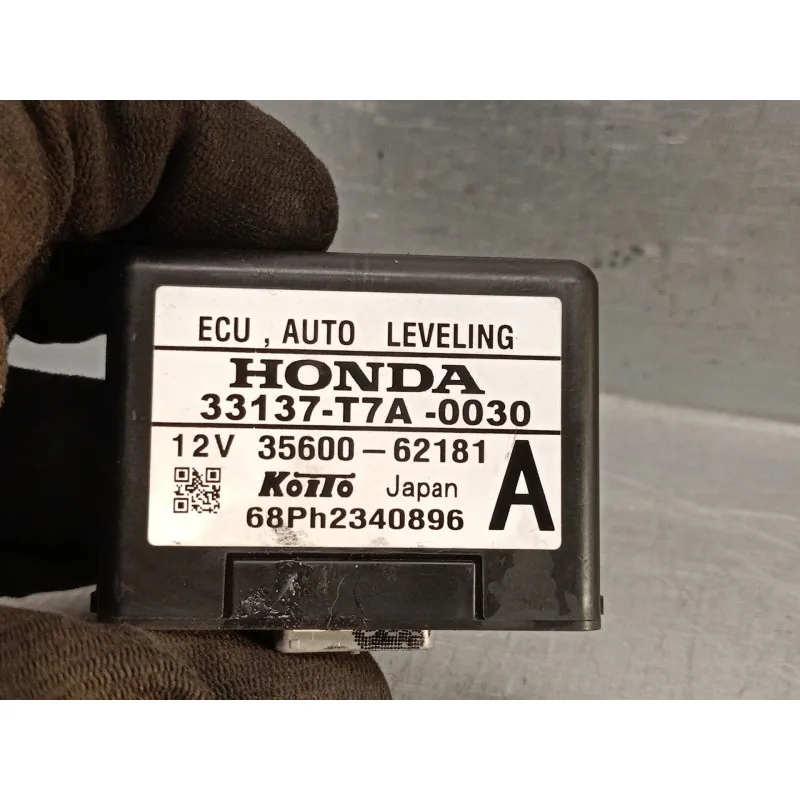 ECU , AUTO LEVELING
HONDA
33137-T7A -0030
12V 35600-62181
A
KOITO Japan
68Ph2340896